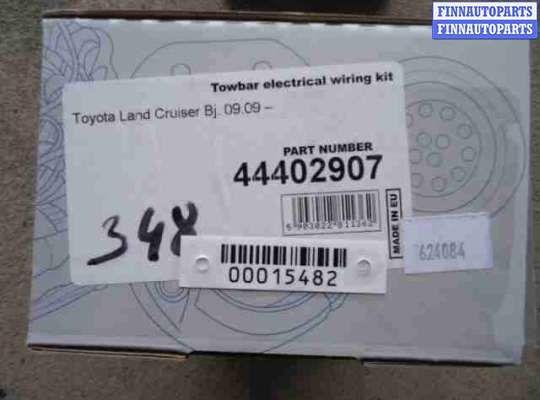 FINNAUTOPARTS
FINNAUTOPARTS
Towbar electrical wiring kit
Toyota Land Cruiser Bj. 09.09 –
PART NUMBER
44402907
MADE IN EU
348
00015482
624084